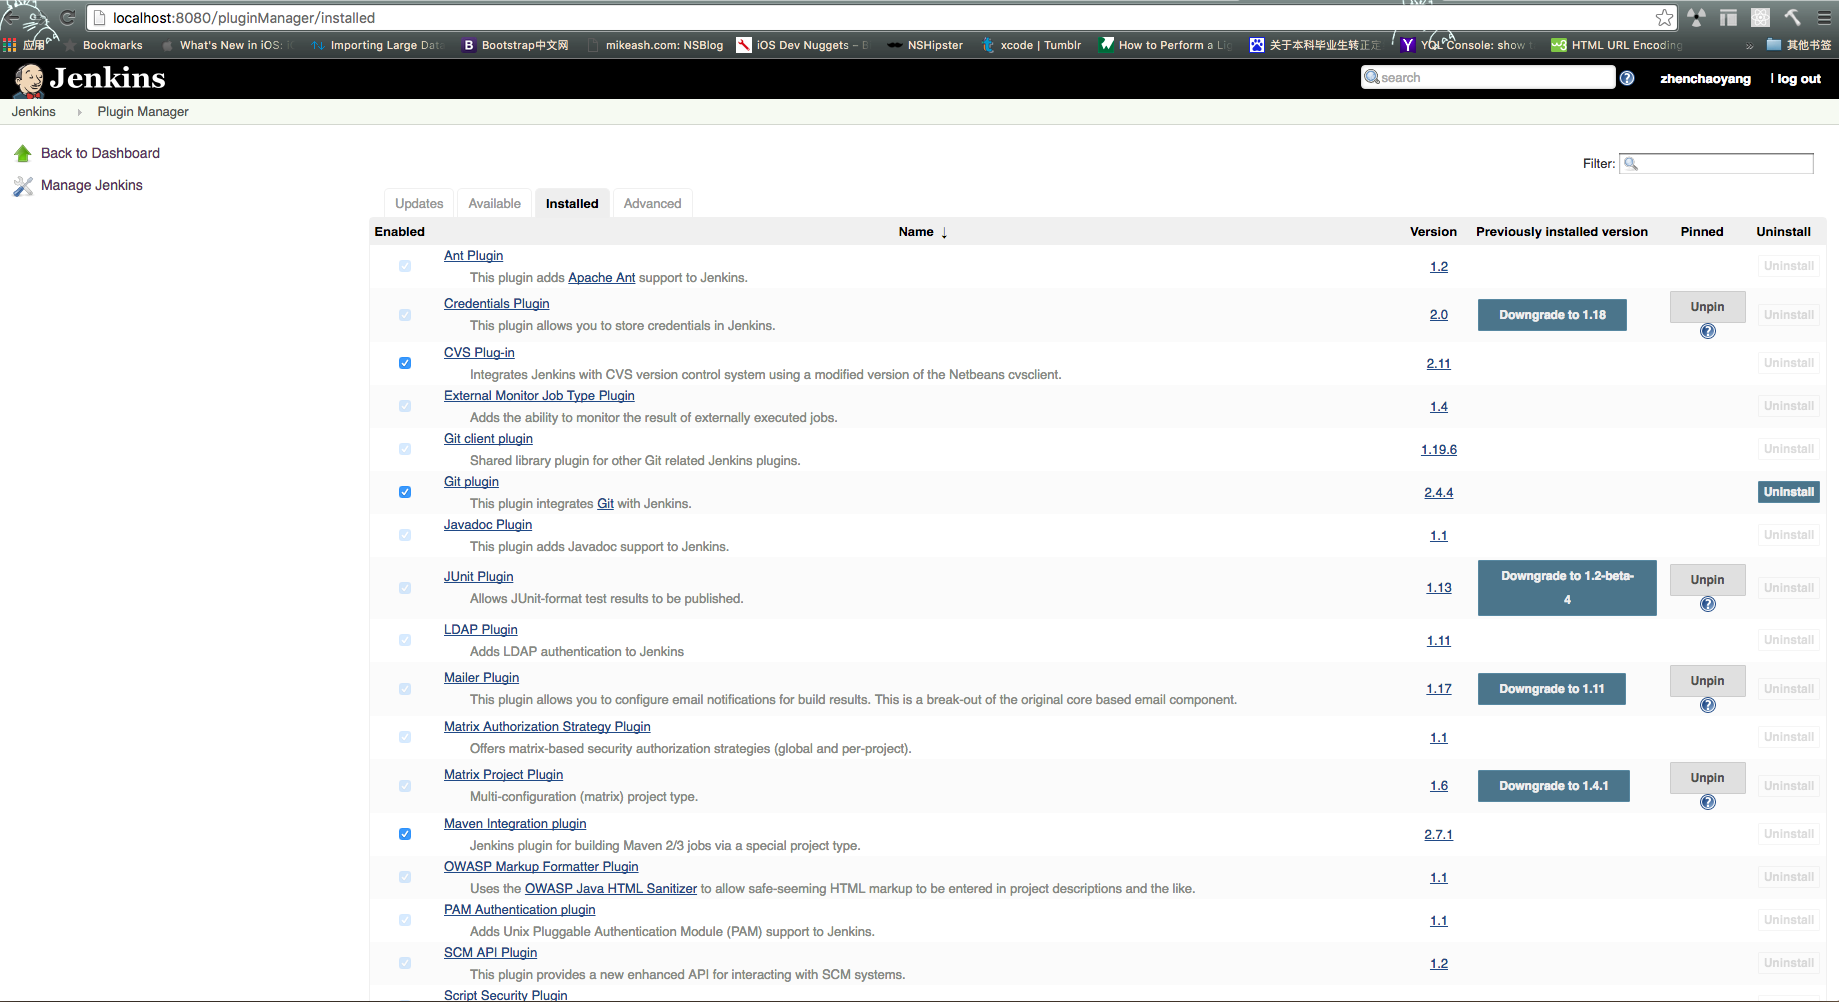 localhost:8080/pluginManager/installed
应用 Bookmarks What's New in iOS: Importing Large Data Bootstrap中文网 mikeash.com: NSBlog iOS Dev Nuggets – NSHipster xcode | Tumblr How to Perform a Lig 关于本科毕业生转正定 YQL Console: show HTML URL Encoding » 其他书签
Jenkins
search
zhenchaoyang | log out
Jenkins Plugin Manager
Back to Dashboard
Manage Jenkins
Filter:
Updates Available Installed Advanced
Enabled Name ↓ Version Previously installed version Pinned Uninstall
Ant Plugin
This plugin adds Apache Ant support to Jenkins.
1.2 Uninstall
Credentials Plugin
This plugin allows you to store credentials in Jenkins.
2.0 Downgrade to 1.18 Unpin Uninstall
CVS Plug-in
Integrates Jenkins with CVS version control system using a modified version of the Netbeans cvsclient.
2.11 Uninstall
External Monitor Job Type Plugin
Adds the ability to monitor the result of externally executed jobs.
1.4 Uninstall
Git client plugin
Shared library plugin for other Git related Jenkins plugins.
1.19.6 Uninstall
Git plugin
This plugin integrates Git with Jenkins.
2.4.4 Uninstall
Javadoc Plugin
This plugin adds Javadoc support to Jenkins.
1.1 Uninstall
JUnit Plugin
Allows JUnit-format test results to be published.
1.13 Downgrade to 1.2-beta-
4
Unpin Uninstall
LDAP Plugin
Adds LDAP authentication to Jenkins
1.11 Uninstall
Mailer Plugin
This plugin allows you to configure email notifications for build results. This is a break-out of the original core based email component.
1.17 Downgrade to 1.11 Unpin Uninstall
Matrix Authorization Strategy Plugin
Offers matrix-based security authorization strategies (global and per-project).
1.1 Uninstall
Matrix Project Plugin
Multi-configuration (matrix) project type.
1.6 Downgrade to 1.4.1 Unpin Uninstall
Maven Integration plugin
Jenkins plugin for building Maven 2/3 jobs via a special project type.
2.7.1 Uninstall
OWASP Markup Formatter Plugin
Uses the OWASP Java HTML Sanitizer to allow safe-seeming HTML markup to be entered in project descriptions and the like.
1.1 Uninstall
PAM Authentication plugin
Adds Unix Pluggable Authentication Module (PAM) support to Jenkins.
1.1 Uninstall
SCM API Plugin
This plugin provides a new enhanced API for interacting with SCM systems.
1.2 Uninstall
Script Security Plugin